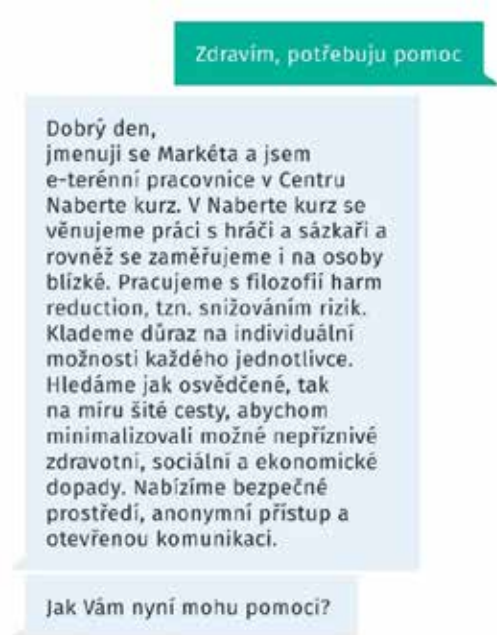 Zdravím, potřebuju pomoc
Dobrý den,
jmenuji se Markéta a jsem
e-terénní pracovnice v Centru
Naberte kurz. V Naberte kurz se
věnujeme práci s hráči a sázkaři a
rovněž se zaměřujeme i na osoby
blízké. Pracujeme s filozofií harm
reduction, tzn. snižováním rizik.
Klademe důraz na individuální
možnosti každého jednotlivce.
Hledáme jak osvědčené, tak
na míru šité cesty, abychom
minimalizovali možné nepříznivé
zdravotní, sociální a ekonomické
dopady. Nabízíme bezpečné
prostředí, anonymní přístup a
otevřenou komunikaci.
Jak Vám nyní mohu pomoci?